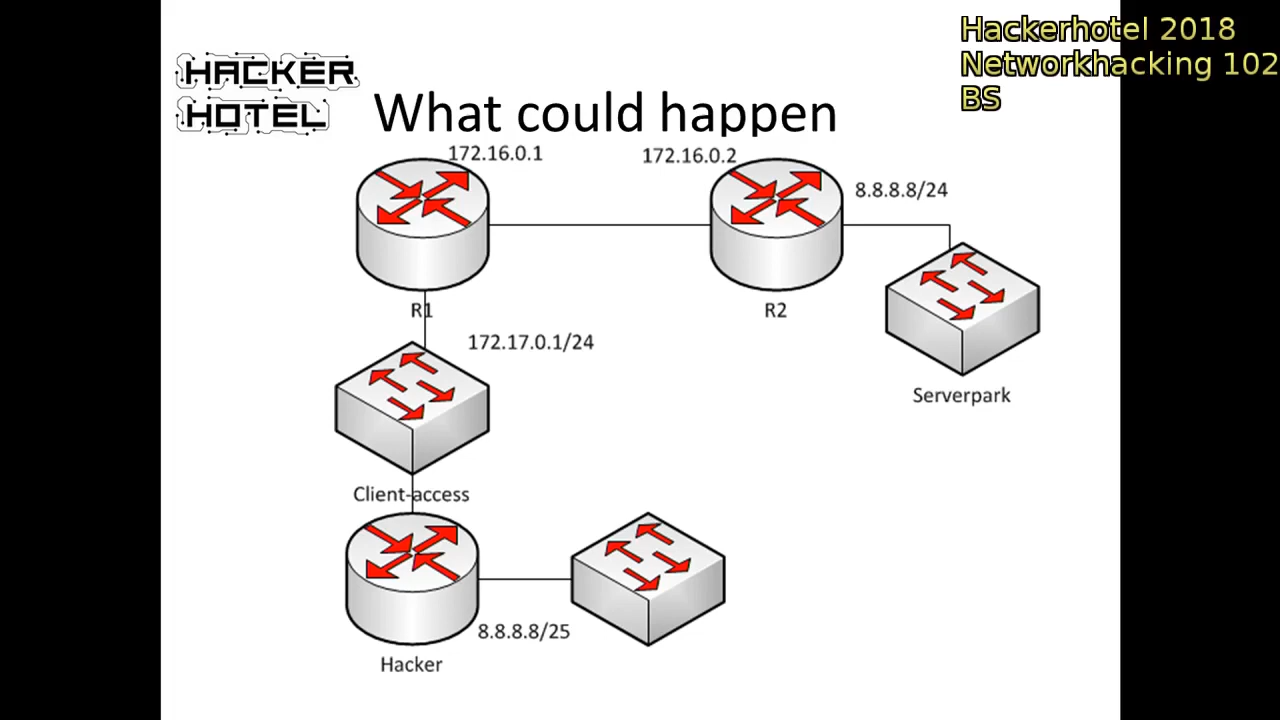 Hackerhotel 2018
Networkhacking 102
BS
HACKER
HOTEL
What could happen
172.16.0.1
172.16.0.2
8.8.8.8/24
R1
R2
172.17.0.1/24
Serverpark
Client-access
8.8.8.8/25
Hacker